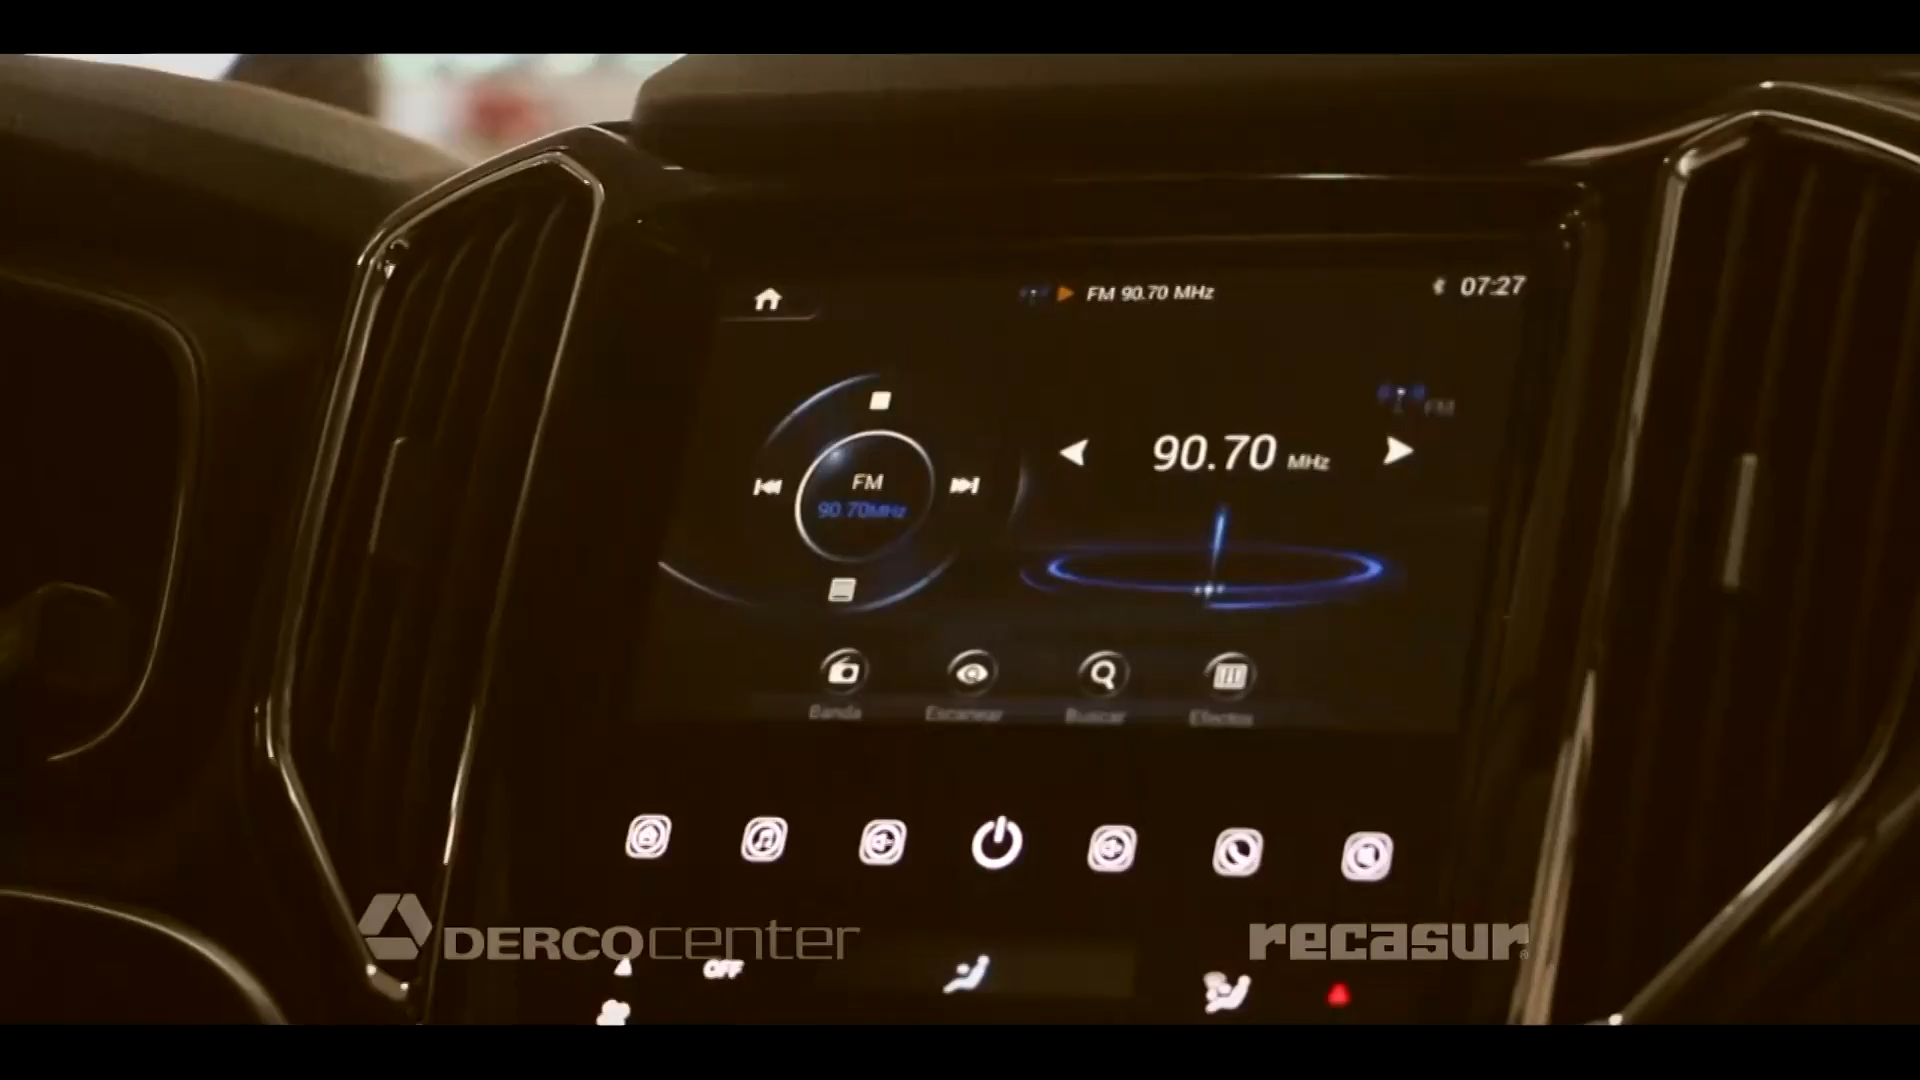 FM 90.70 MHz
07:27
FM
90.70 MHz
FM
90.70MHz
Banda
Escanear
Buscar
Efectos
DERCOcenter
recasur
OFF